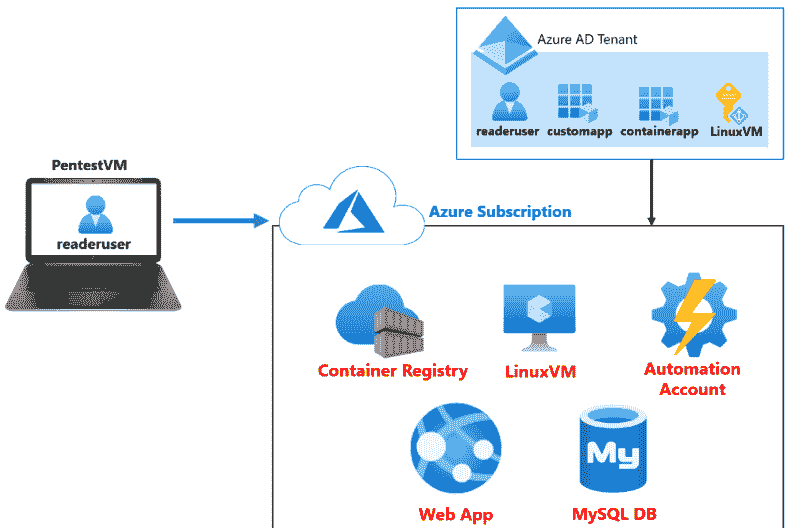 Azure AD Tenant
readeruser customapp containerapp LinuxVM
PentestVM
readeruser
Azure Subscription
Container Registry
LinuxVM
Automation
Account
Web App
My
MySQL DB